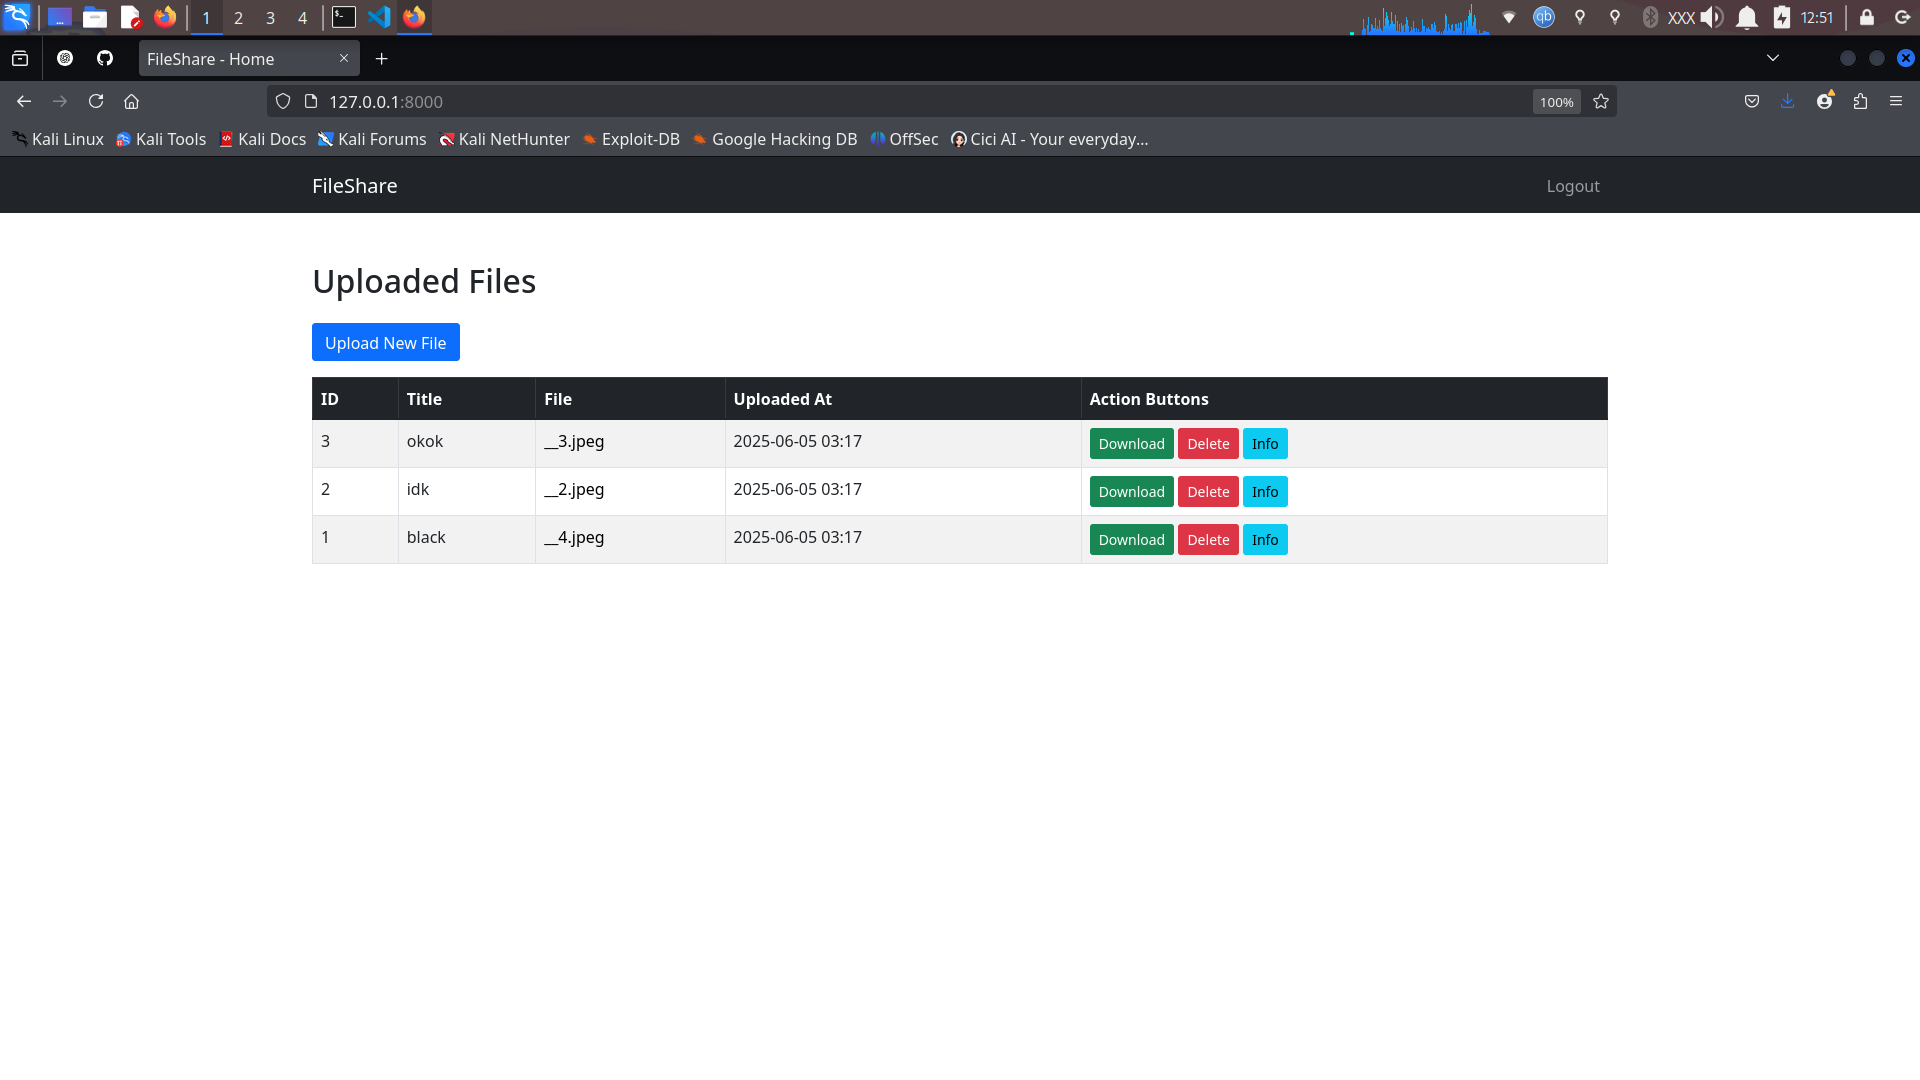 1 2 3 4 XXX 12:51
FileShare - Home
127.0.0.1:8000 100%
Kali Linux Kali Tools Kali Docs Kali Forums Kali NetHunter Exploit-DB Google Hacking DB OffSec Cici AI - Your everyday...
FileShare Logout
Uploaded Files
Upload New File
ID Title File Uploaded At Action Buttons
3 okok __3.jpeg 2025-06-05 03:17 Download Delete Info
2 idk __2.jpeg 2025-06-05 03:17 Download Delete Info
1 black __4.jpeg 2025-06-05 03:17 Download Delete Info